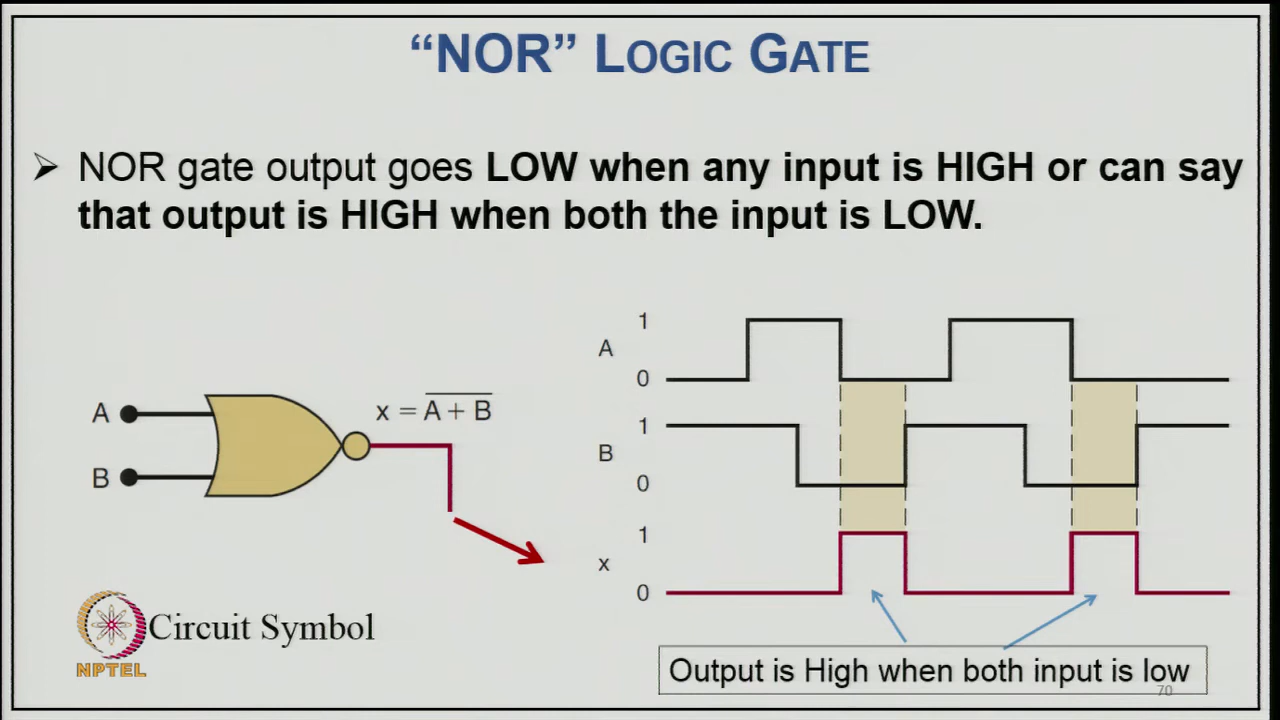 “NOR” LOGIC GATE
➢ NOR gate output goes LOW when any input is HIGH or can say
that output is HIGH when both the input is LOW.
A
B
x = A + B
Circuit Symbol
NPTEL
A
1
0
B
1
0
x
1
0
Output is High when both input is low
70